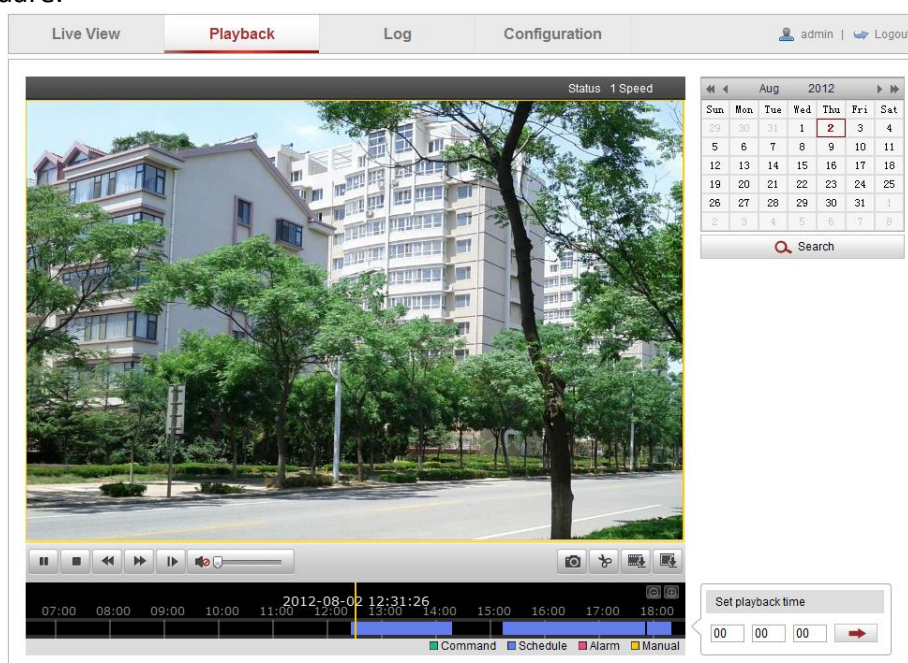 Live View Playback Log Configuration admin | Logou
Status 1 Speed
Aug 2012
Sun Mon Tue Wed Thu Fri Sat
29 30 31 1 2 3 4
5 6 7 8 9 10 11
12 13 14 15 16 17 18
19 20 21 22 23 24 25
26 27 28 29 30 31 1
2 3 4 5 6 7 8
Search
2012-08-02 12:31:26
07:00 08:00 09:00 10:00 11:00 12:00 13:00 14:00 15:00 16:00 17:00 18:00
Command Schedule Alarm Manual
Set playback time
00 00 00